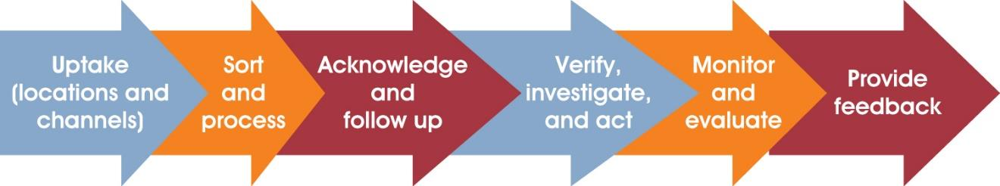 Uptake
(locations and
channels)
Sort
and
process
Acknowledge
and
follow up
Verify,
investigate,
and act
Monitor
and
evaluate
Provide
feedback